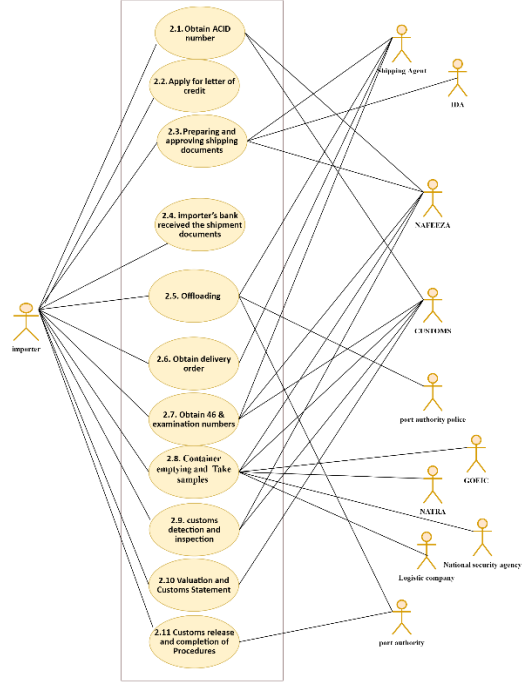 2.1. Obtain ACID
number
2.2. Apply for letter of
credit
2.3. Preparing and
approving shipping
documents
2.4. importer's bank
received the shipment
documents
2.5. Offloading
2.6. Obtain delivery
order
2.7. Obtain 46 &
examination numbers
2.8. Container
emptying and Take
samples
2.9. customs
detection and
inspection
2.10 Valuation and
Customs Statement
2.11 Customs release
and completion of
Procedures
importer
Shipping Agent
IDA
NAFEEZA
CUSTOMS
port authority police
GOEIC
NATRA
National security agency
Logistic company
port authority